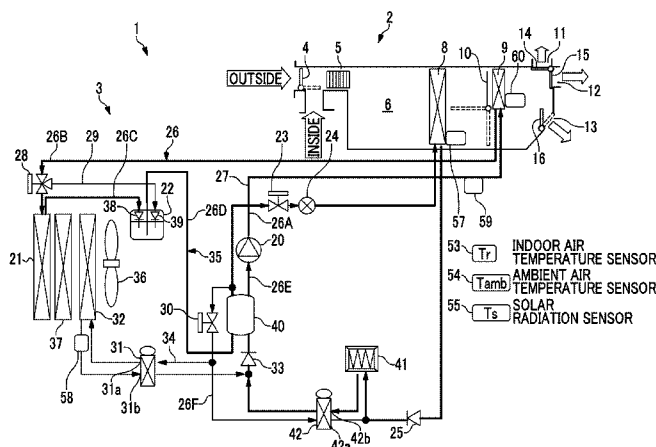 1
2
14 11
OUTSIDE
4
5
8
10
9
60
15
12
3
6
INSIDE
13
16
26B
29
26C
26
23
24
28
27
57
59
38
22
39
26D
26A
20
35
26E
53 Tr INDOOR AIR TEMPERATURE SENSOR
54 Tamb AMBIENT AIR TEMPERATURE SENSOR
55 Ts SOLAR RADIATION SENSOR
21
36
30
40
37
32
34
33
41
58
31
31a
31b
26F
42
42b
42a
25